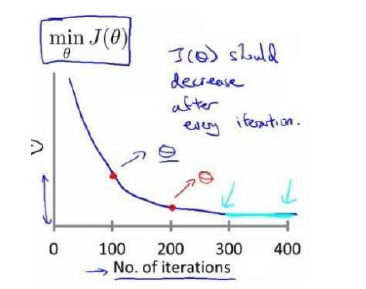 min J(θ)
θ
J(θ) should
decrease
after
every iteration.
θ
θ
0 100 200 300 400
No. of iterations